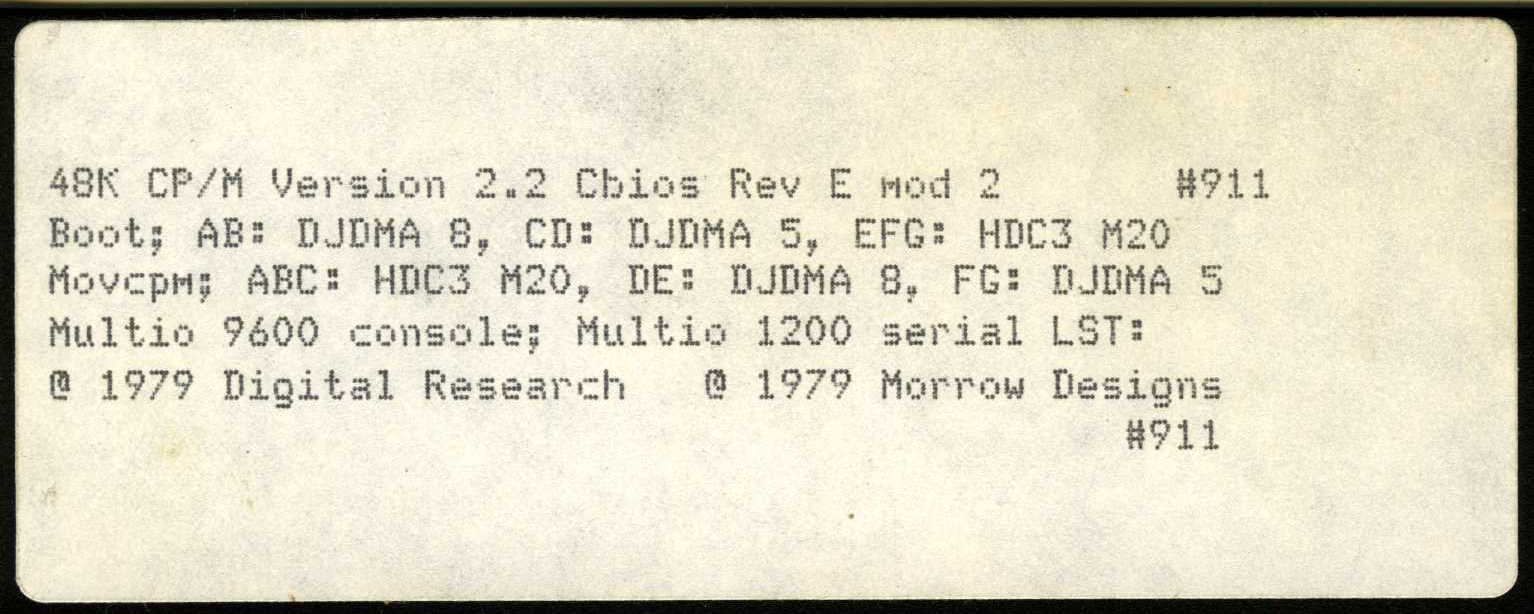 48K CP/M Version 2.2 Cbios Rev E mod 2 #911
Boot; AB: DJDMA 8, CD: DJDMA 5, EFG: HDC3 M20
Movcpm; ABC: HDC3 M20, DE: DJDMA 8, FG: DJDMA 5
Multio 9600 console; Multio 1200 serial LST:
@ 1979 Digital Research @ 1979 Morrow Designs
#911